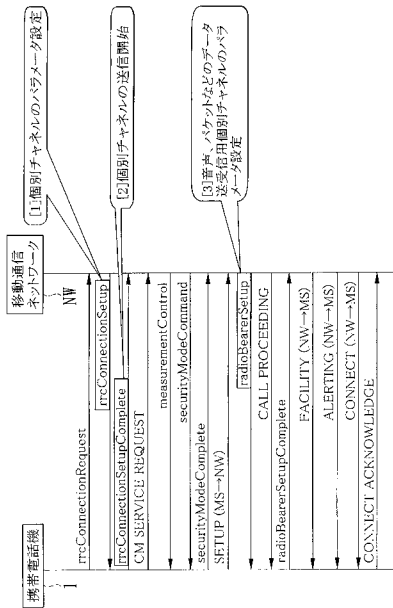 携帯電話機
1
移動通信
ネットワーク
NW
rrcConnectionRequest
rrcConnectionSetup
[1]個別チャネルのパラメータ設定
rrcConnectionSetupComplete
[2]個別チャネルの送信開始
CM SERVICE REQUEST
measurementControl
securityModeCommand
securityModeComplete
SETUP (MS→NW)
radioBearerSetup
[3]音声、パケットなどのデータ
送受信用個別チャネルのパラ
メータ設定
CALL PROCEEDING
radioBearerSetupComplete
FACILITY (NW→MS)
ALERTING (NW→MS)
CONNECT (NW→MS)
CONNECT ACKNOWLEDGE